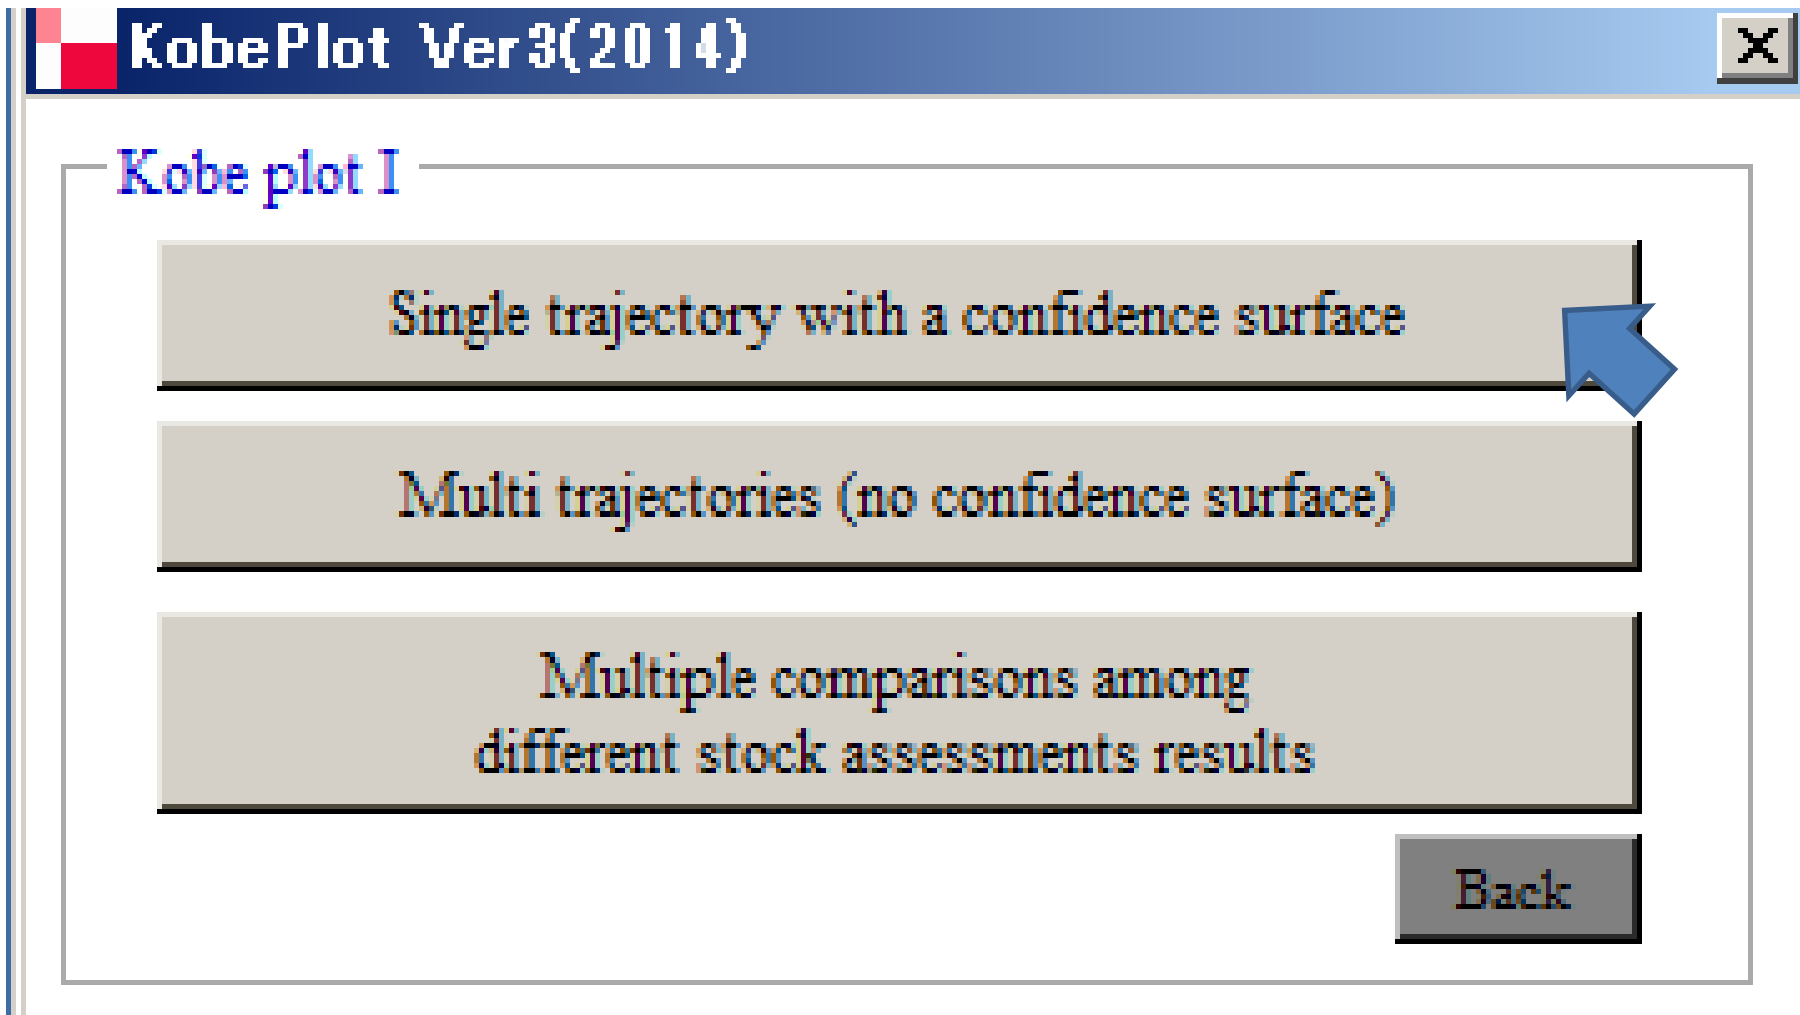 KobePlot Ver3(2014)
Kobe plot I
Single trajectory with a confidence surface
Multi trajectories (no confidence surface)
Multiple comparisons among
different stock assessments results
Back